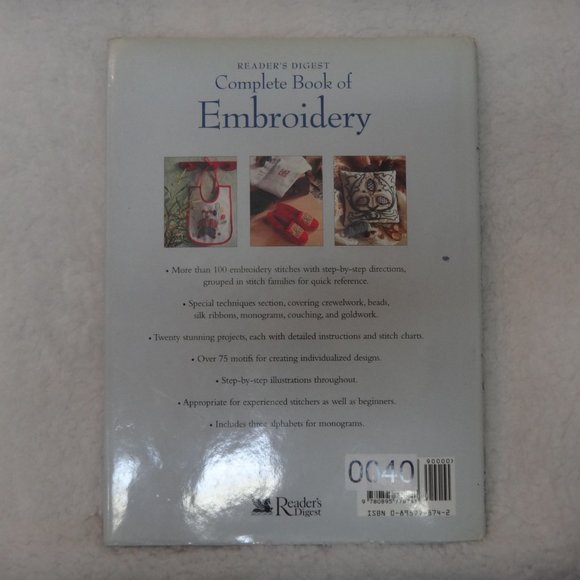 READER'S DIGEST
Complete Book of
Embroidery
• More than 100 embroidery stitches with step-by-step directions,
grouped in stitch families for quick reference.
• Special techniques section, covering crewelwork, beads,
silk ribbons, monograms, couching, and goldwork.
• Twenty stunning projects, each with detailed instructions and stitch charts.
• Over 75 motifs for creating individualized designs.
• Step-by-step illustrations throughout.
• Appropriate for experienced stitchers as well as beginners.
• Includes three alphabets for monograms.
0040
90000
Reader's
Digest
ISBN